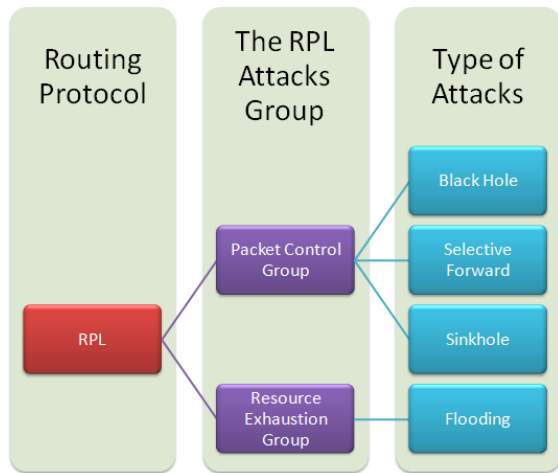 Routing
Protocol
The RPL
Attacks
Group
Type of
Attacks
RPL
Packet Control
Group
Resource
Exhaustion
Group
Black Hole
Selective
Forward
Sinkhole
Flooding